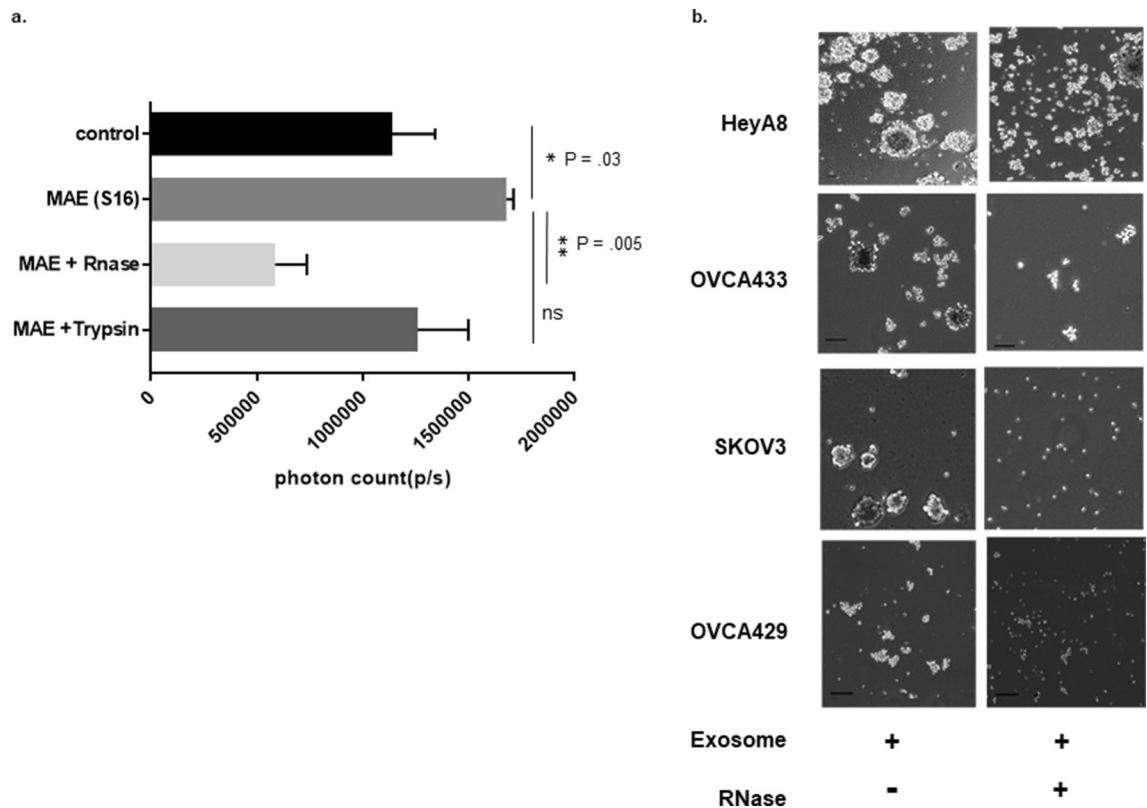 a.
control
MAE (S16)
MAE + Rnase
MAE +Trypsin
* P = .03
** P = .005
ns
0
500000
1000000
1500000
2000000
photon count(p/s)
b.
HeyA8
OVCA433
SKOV3
OVCA429
Exosome + +
RNase - +